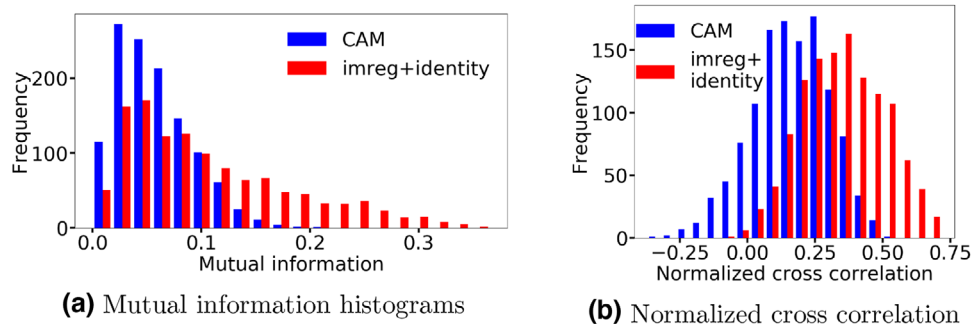 CAM
imreg+identity
Frequency
200
100
0
0.0
0.1
0.2
0.3
Mutual information
(a) Mutual information histograms
CAM
imreg+
identity
Frequency
150
100
50
0
−0.25
0.00
0.25
0.50
0.75
Normalized cross correlation
(b) Normalized cross correlation